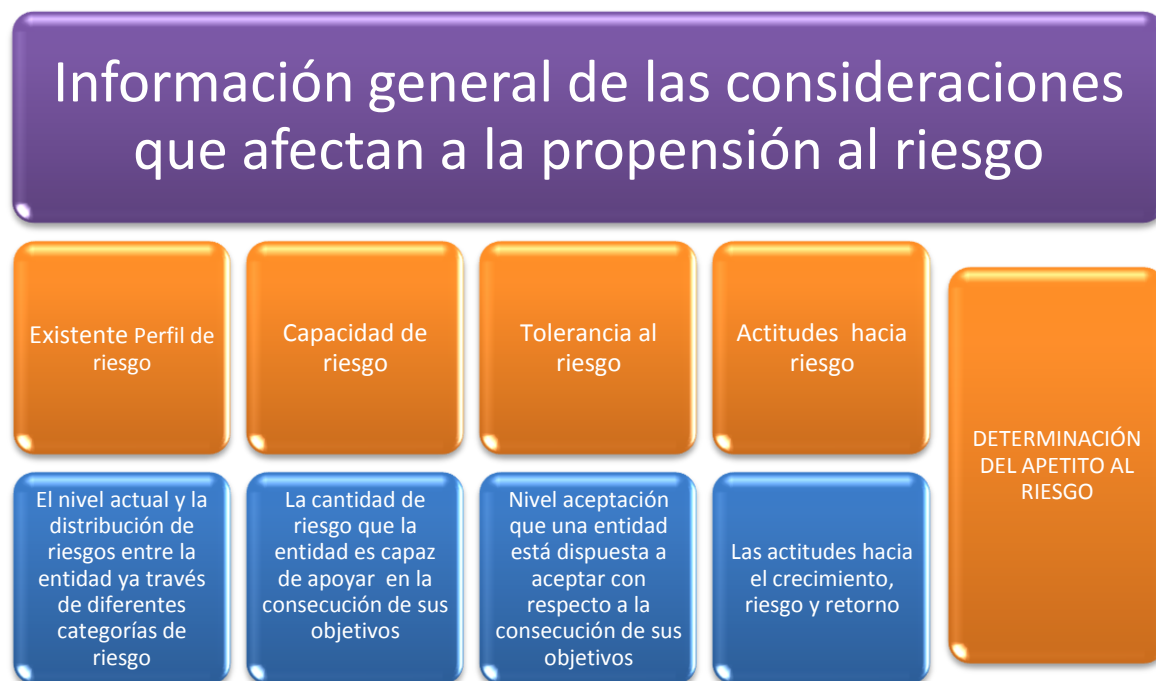 Información general de las consideraciones
que afectan a la propensión al riesgo
Existente Perfil de
riesgo
Capacidad de
riesgo
Tolerancia al
riesgo
Actitudes hacia
riesgo
DETERMINACIÓN
DEL APETITO AL
RIESGO
El nivel actual y la
distribución de
riesgos entre la
entidad ya través
de diferentes
categorías de
riesgo
La cantidad de
riesgo que la
entidad es capaz
de apoyar en la
consecución de sus
objetivos
Nivel aceptación
que una entidad
está dispuesta a
aceptar con
respecto a la
consecución de sus
objetivos
Las actitudes hacia
el crecimiento,
riesgo y retorno